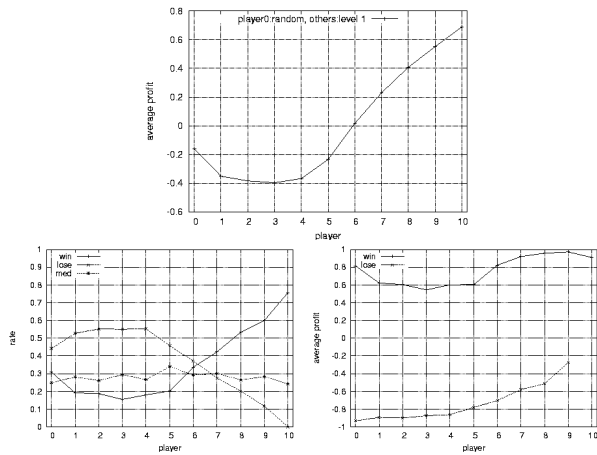 player0:random, others:level 1
0.8
0.6
0.4
0.2
0
-0.2
-0.4
-0.6
average profit
0 1 2 3 4 5 6 7 8 9 10
player
win
lose
med
1
0.9
0.8
0.7
0.6
0.5
0.4
0.3
0.2
0.1
0
rate
0 1 2 3 4 5 6 7 8 9 10
player
win
lose
1
0.8
0.6
0.4
0.2
0
-0.2
-0.4
-0.6
-0.8
-1
average profit
0 1 2 3 4 5 6 7 8 9 10
player